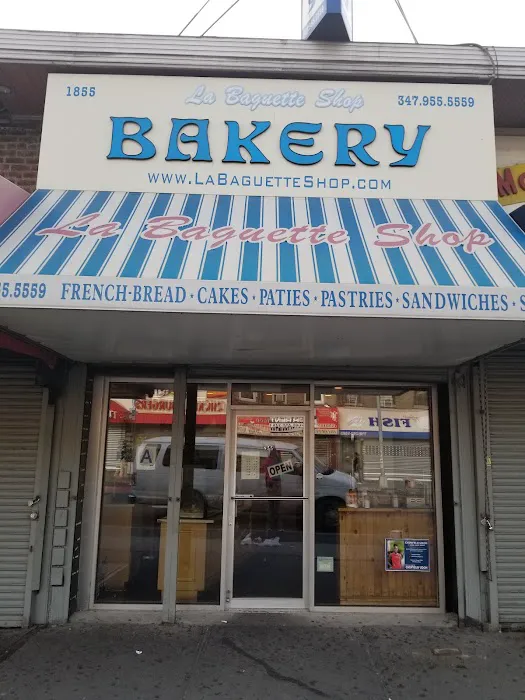 1855
La Baguette Shop
347.955.5559
BAKERY
WWW.LABAGUETTESHOP.COM
La Baguette Shop
5.5559 FRENCH-BREAD · CAKES · PATIES · PASTRIES · SANDWICHES · S
A
OPEN
FISH